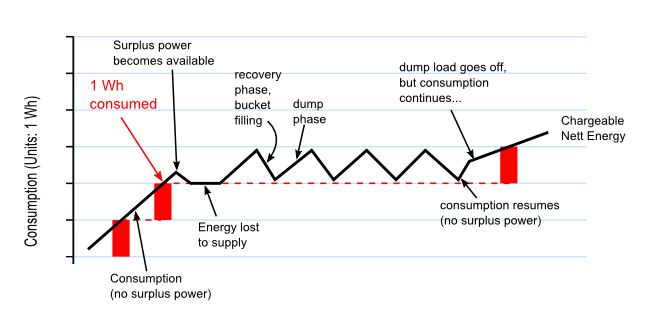 Surplus power
becomes available
1 Wh
consumed
recovery
phase,
bucket
filling
dump
phase
dump load goes off,
but consumption
continues...
Chargeable
Nett Energy
Consumption (Units: 1 Wh)
Energy lost
to supply
consumption resumes
(no surplus power)
Consumption
(no surplus power)